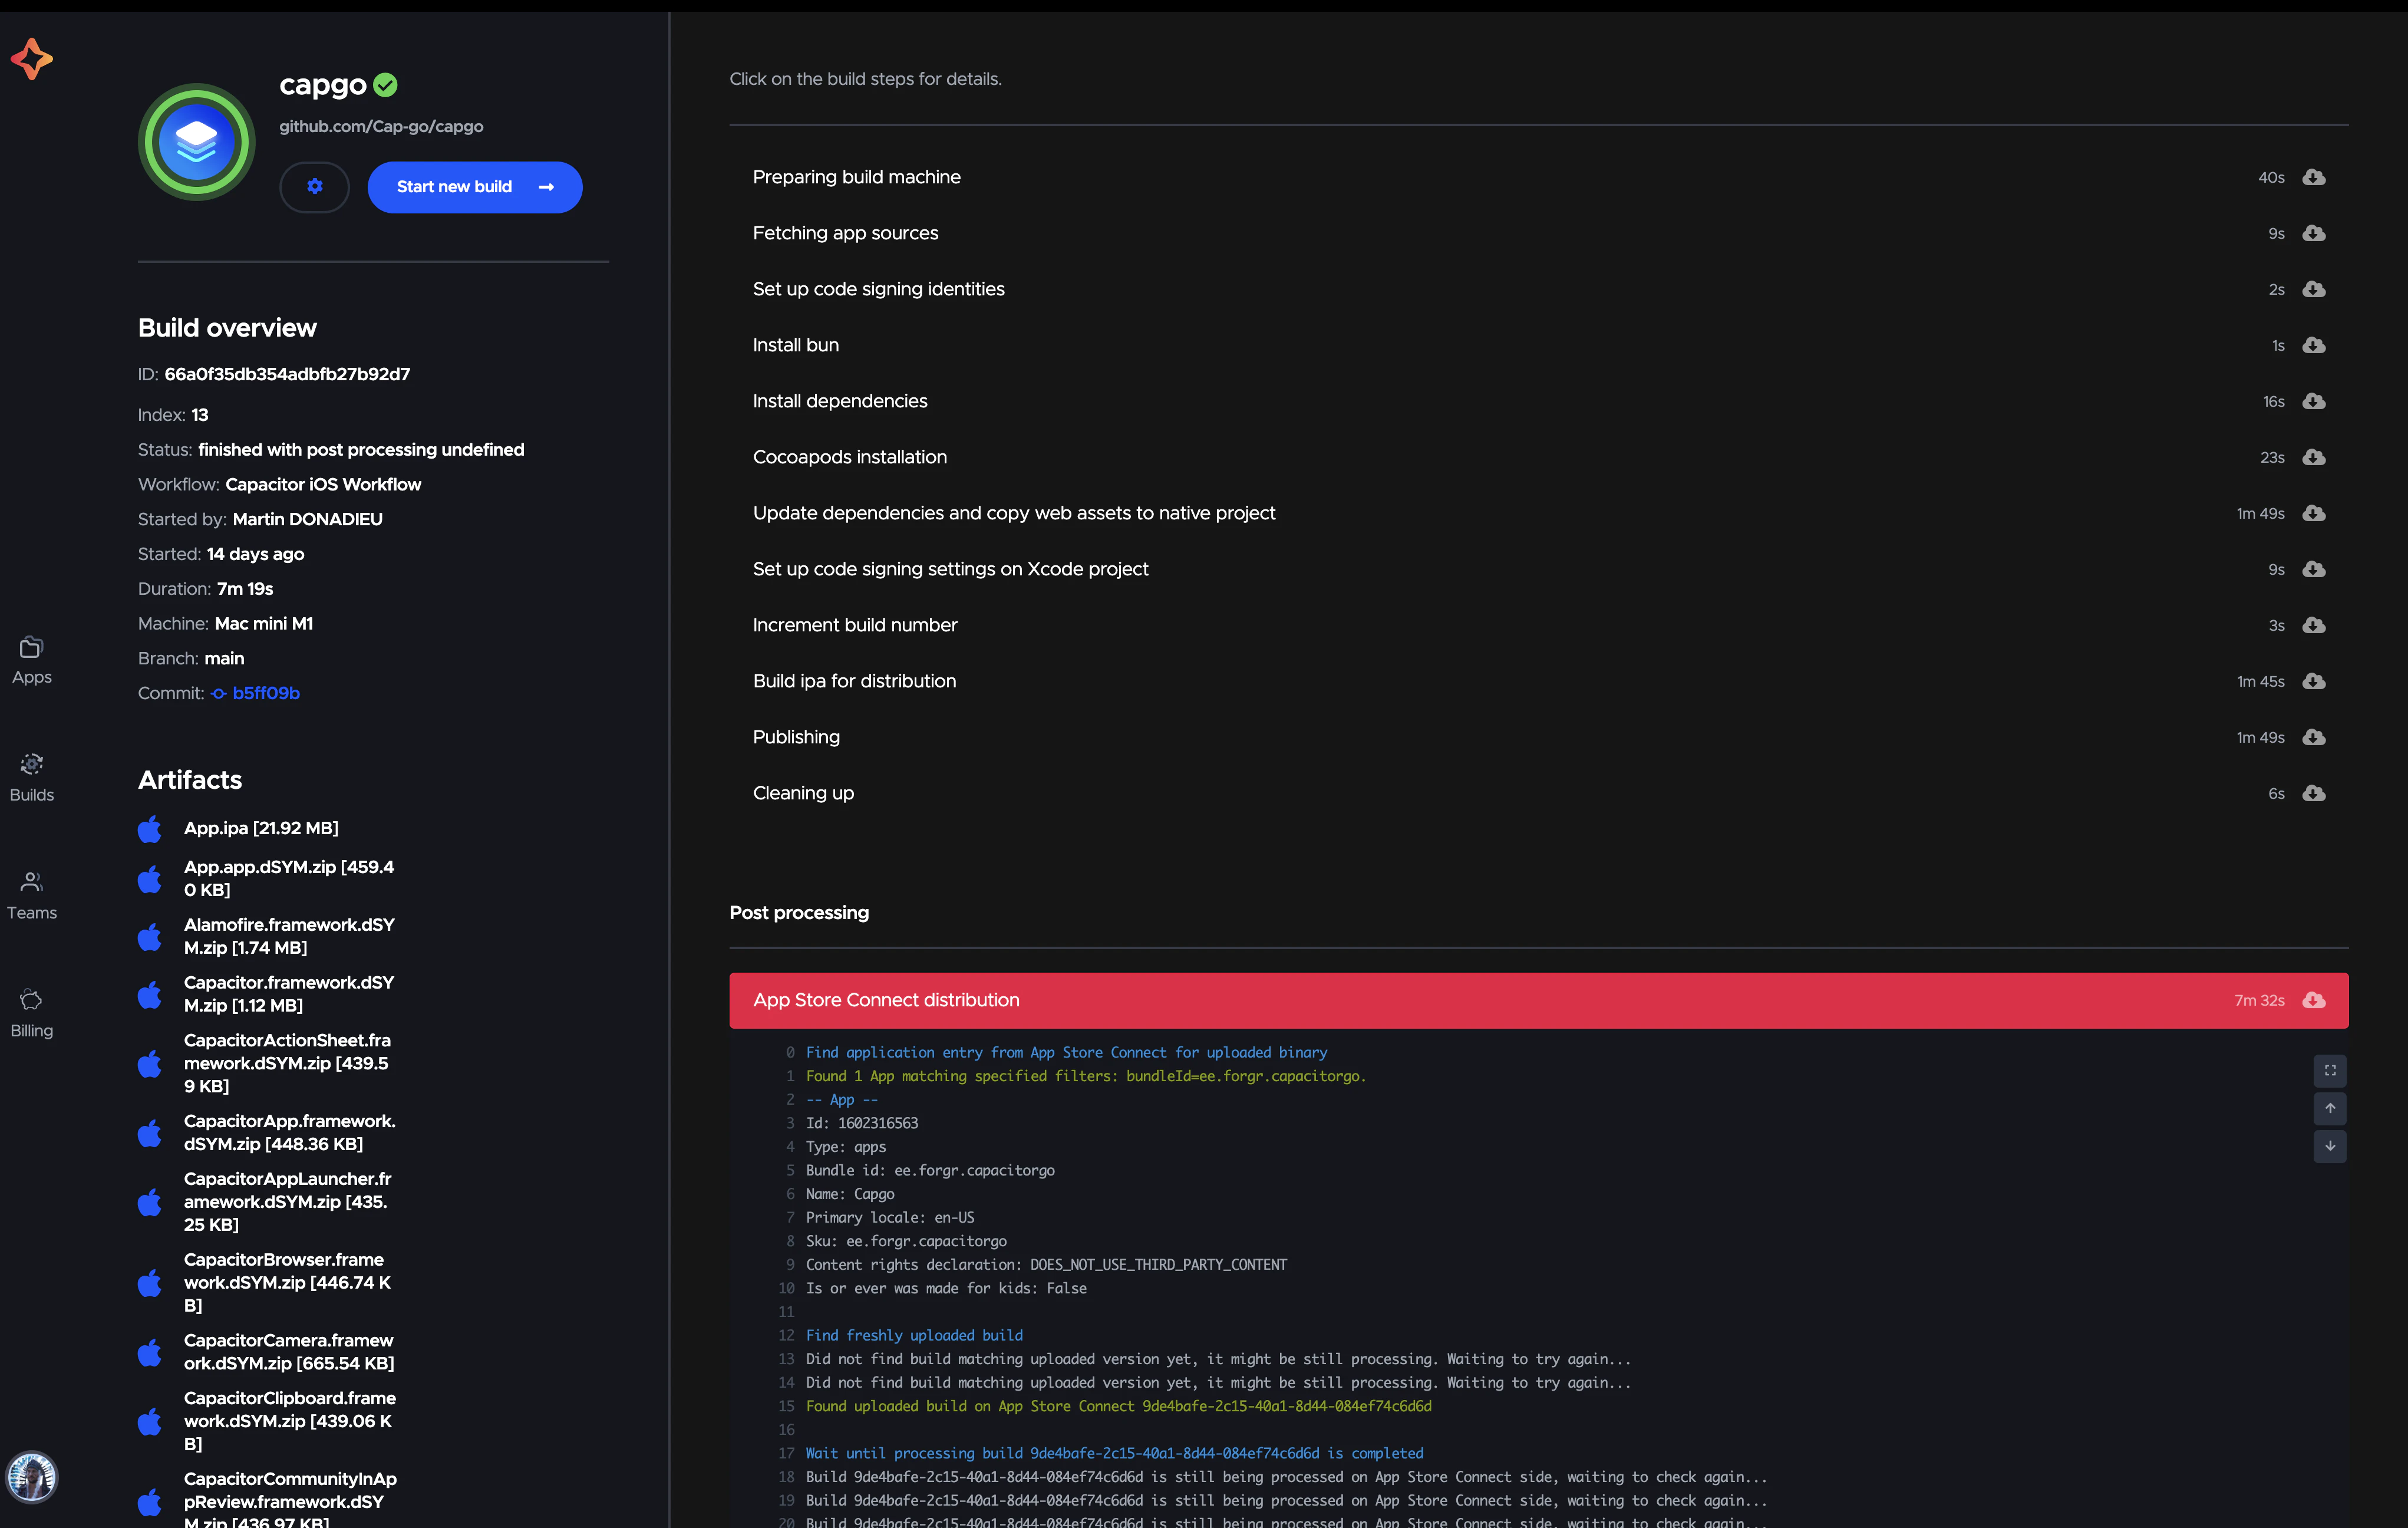 capgo
github.com/Cap-go/capgo
Start new build
Build overview
ID: 66a0f35db354adbfb27b92d7
Index: 13
Status: finished with post processing undefined
Workflow: Capacitor iOS Workflow
Started by: Martin DONADIEU
Started: 14 days ago
Duration: 7m 19s
Machine: Mac mini M1
Branch: main
Commit: b5ff09b
Artifacts
App.ipa [21.92 MB]
App.app.dSYM.zip [459.4
0 KB]
Alamofire.framework.dSY
M.zip [1.74 MB]
Capacitor.framework.dSY
M.zip [1.12 MB]
CapacitorActionSheet.fra
mework.dSYM.zip [439.5
9 KB]
CapacitorApp.framework.
dSYM.zip [448.36 KB]
CapacitorAppLauncher.fr
amework.dSYM.zip [435.
25 KB]
CapacitorBrowser.frame
work.dSYM.zip [446.74 K
B]
CapacitorCamera.framew
ork.dSYM.zip [665.54 KB]
CapacitorClipboard.frame
work.dSYM.zip [439.06 K
B]
CapacitorCommunityInAp
pReview.framework.dSY
M.zip [436.97 KB]
Apps
Builds
Teams
Billing
Click on the build steps for details.
Preparing build machine 40s
Fetching app sources 9s
Set up code signing identities 2s
Install bun 1s
Install dependencies 16s
Cocoapods installation 23s
Update dependencies and copy web assets to native project 1m 49s
Set up code signing settings on Xcode project 9s
Increment build number 3s
Build ipa for distribution 1m 45s
Publishing 1m 49s
Cleaning up 6s
Post processing
App Store Connect distribution 7m 32s
0 Find application entry from App Store Connect for uploaded binary
1 Found 1 App matching specified filters: bundleId=ee.forgr.capacitorgo.
2 -- App --
3 Id: 1602316563
4 Type: apps
5 Bundle id: ee.forgr.capacitorgo
6 Name: Capgo
7 Primary locale: en-US
8 Sku: ee.forgr.capacitorgo
9 Content rights declaration: DOES_NOT_USE_THIRD_PARTY_CONTENT
10 Is or ever was made for kids: False
11
12 Find freshly uploaded build
13 Did not find build matching uploaded version yet, it might be still processing. Waiting to try again...
14 Did not find build matching uploaded version yet, it might be still processing. Waiting to try again...
15 Found uploaded build on App Store Connect 9de4bafe-2c15-40a1-8d44-084ef74c6d6d
16
17 Wait until processing build 9de4bafe-2c15-40a1-8d44-084ef74c6d6d is completed
18 Build 9de4bafe-2c15-40a1-8d44-084ef74c6d6d is still being processed on App Store Connect side, waiting to check again...
19 Build 9de4bafe-2c15-40a1-8d44-084ef74c6d6d is still being processed on App Store Connect side, waiting to check again...
20 Build 9de4bafe-2c15-40a1-8d44-084ef74c6d6d is still being processed on App Store Connect side, waiting to check again...